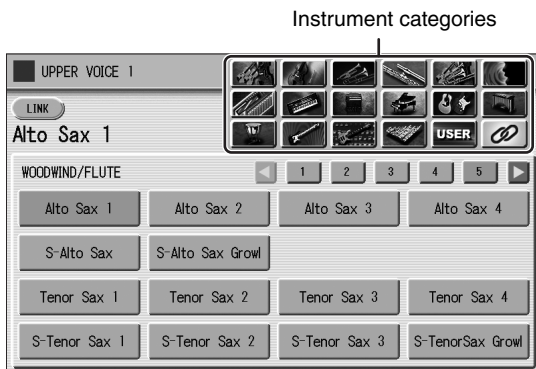 Instrument categories
UPPER VOICE 1
LINK
Alto Sax 1
USER
WOODWIND/FLUTE
1 2 3 4 5
Alto Sax 1 Alto Sax 2 Alto Sax 3 Alto Sax 4
S-Alto Sax S-Alto Sax Growl
Tenor Sax 1 Tenor Sax 2 Tenor Sax 3 Tenor Sax 4
S-Tenor Sax 1 S-Tenor Sax 2 S-Tenor Sax 3 S-TenorSax Growl